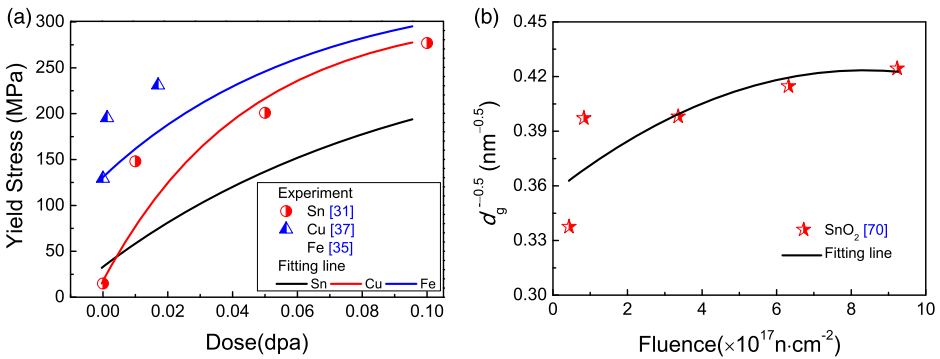 (a)
300
250
200
150
100
50
0
Yield Stress (MPa)
Experiment
Sn [31]
Cu [37]
Fe [35]
Fitting line
Sn Cu Fe
0.00 0.02 0.04 0.06 0.08 0.10
Dose(dpa)
(b)
0.45
0.42
0.39
0.36
0.33
0.30
d_g^{-0.5} (nm^{-0.5})
SnO₂ [70]
Fitting line
0 2 4 6 8 10
Fluence(×10¹⁷n·cm⁻²)